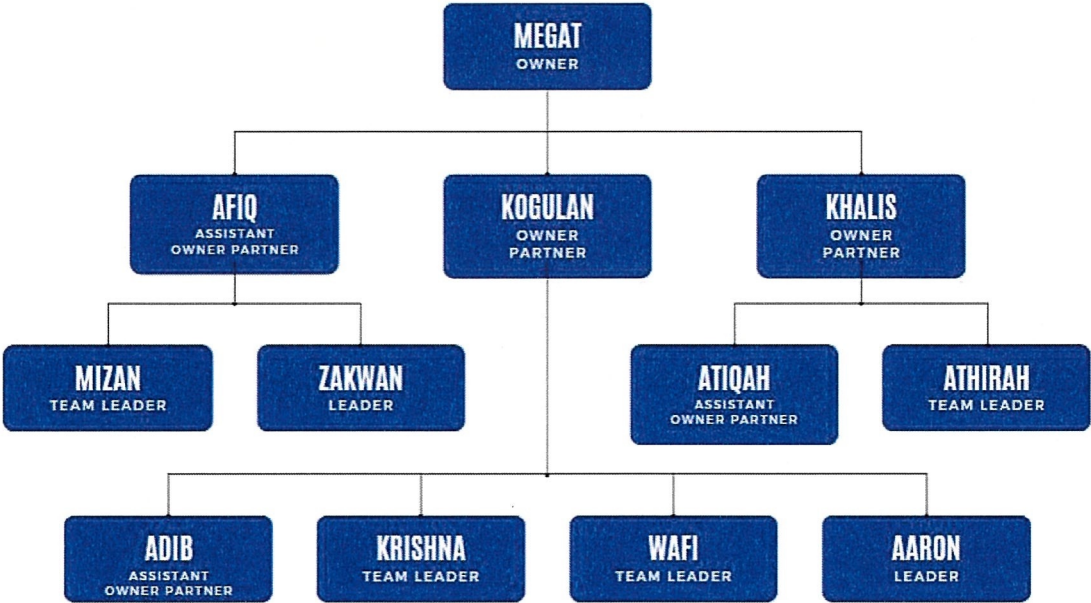 MEGAT
OWNER
AFIQ
ASSISTANT
OWNER PARTNER
KOGULAN
OWNER
PARTNER
KHALIS
OWNER
PARTNER
MIZAN
TEAM LEADER
ZAKWAN
LEADER
ATIQAH
ASSISTANT
OWNER PARTNER
ATHIRAH
TEAM LEADER
ADIB
ASSISTANT
OWNER PARTNER
KRISHNA
TEAM LEADER
WAFI
TEAM LEADER
AARON
LEADER